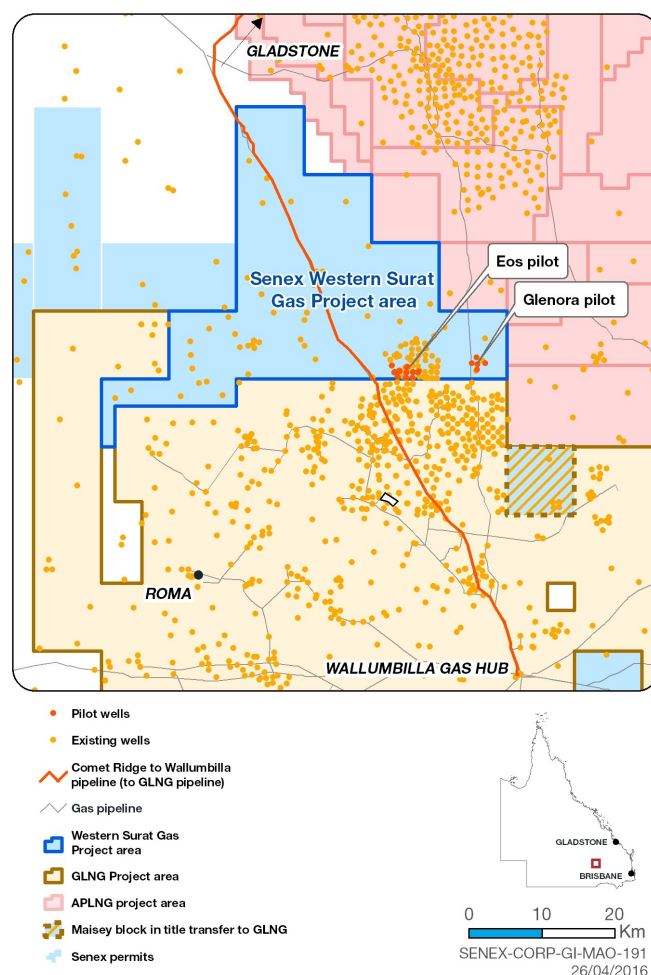 GLADSTONE
Eos pilot
Senex Western Surat
Gas Project area
Glenora pilot
ROMA
WALLUMBILLA GAS HUB
Pilot wells
Existing wells
Comet Ridge to Wallumbilla
pipeline (to GLNG pipeline)
Gas pipeline
Western Surat Gas
Project area
GLNG Project area
APLNG project area
Maisey block in title transfer to GLNG
Senex permits
GLADSTONE
BRISBANE
0 10 20
Km
SENEX-CORP-GI-MAO-191
26/04/2016